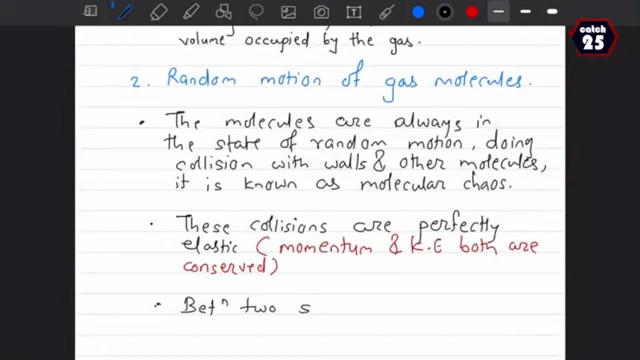 catch
25
volume occupied by the gas.
2. Random motion of gas molecules.
• The molecules are always in
the state of random motion, doing
collision with walls & other molecules,
it is known as molecular chaos.
• These collisions are perfectly
elastic (momentum & K.E both are
conserved)
• Betⁿ two s